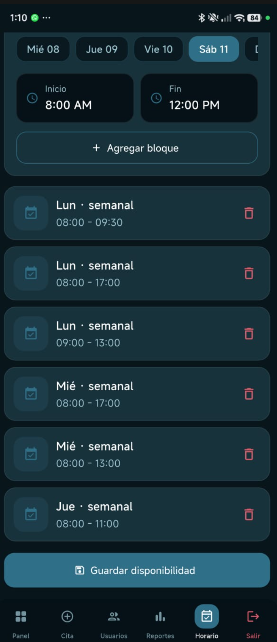 1:10 ...
84
Mié 08 Jue 09 Vie 10 Sáb 11
Inicio Fin
8:00 AM 12:00 PM
+ Agregar bloque
Lun · semanal
08:00 - 09:30
Lun · semanal
08:00 - 17:00
Lun · semanal
09:00 - 13:00
Mié · semanal
08:00 - 17:00
Mié · semanal
08:00 - 13:00
Jue · semanal
08:00 - 11:00
Guardar disponibilidad
Panel Cita Usuarios Reportes Horario Salir